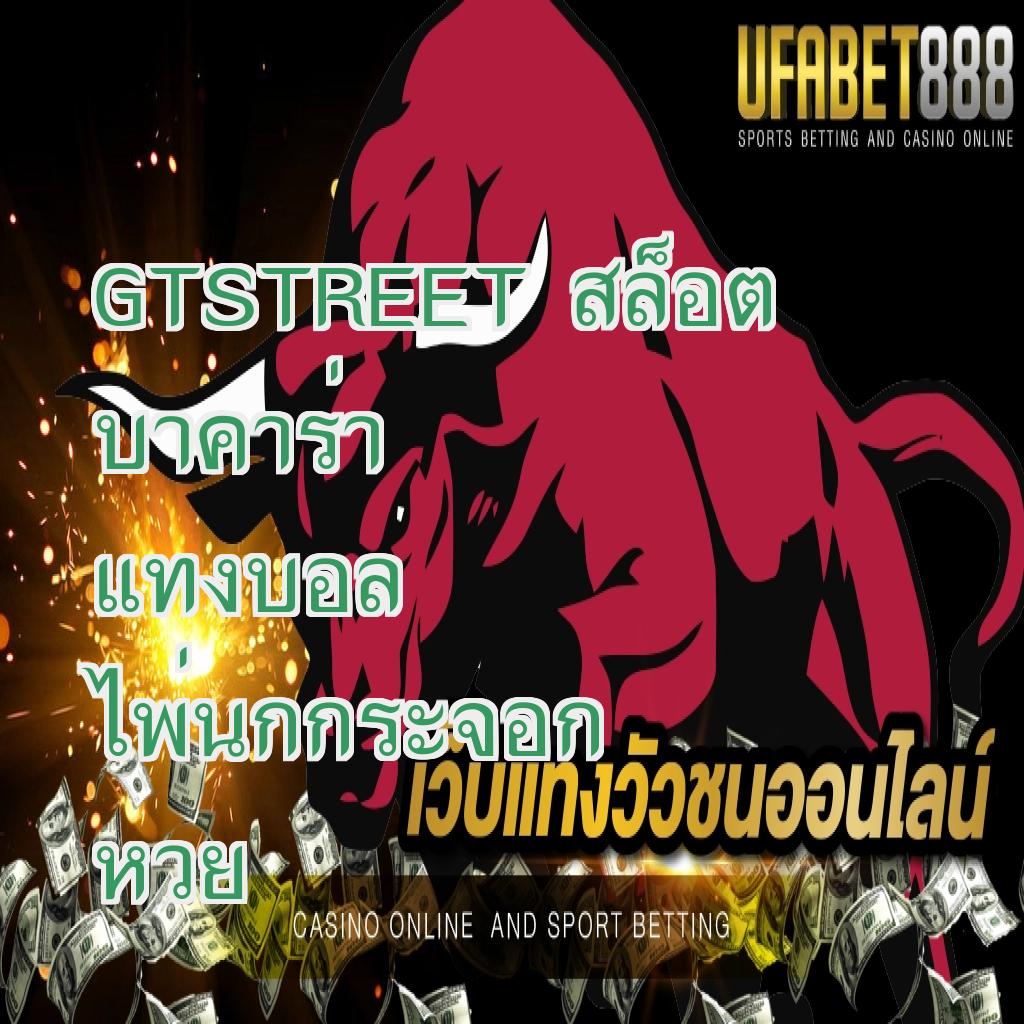 UFABET888
SPORTS BETTING AND CASINO ONLINE
GTSTREET สล็อต
บาคาร่า
แทงบอล
ไพ่นกกระจอก
เว็บแทงวัวชนออนไลน์
หวย
CASINO ONLINE AND SPORT BETTING